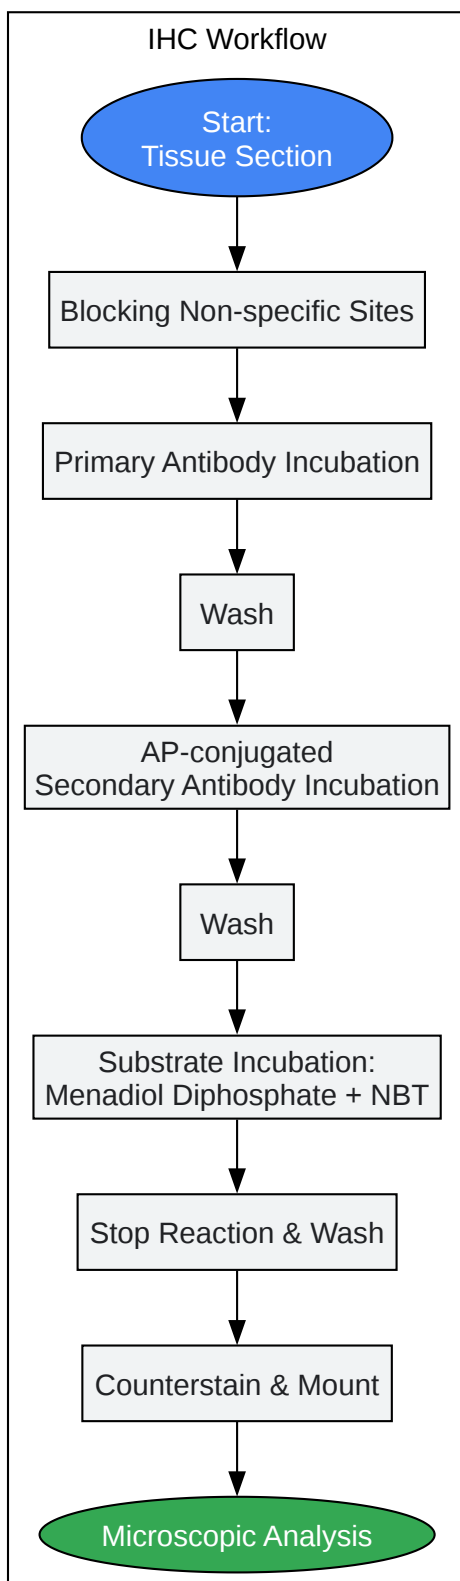 IHC Workflow
Start:
Tissue Section
Blocking Non-specific Sites
Primary Antibody Incubation
Wash
AP-conjugated
Secondary Antibody Incubation
Wash
Substrate Incubation:
Menadiol Diphosphate + NBT
Stop Reaction & Wash
Counterstain & Mount
Microscopic Analysis